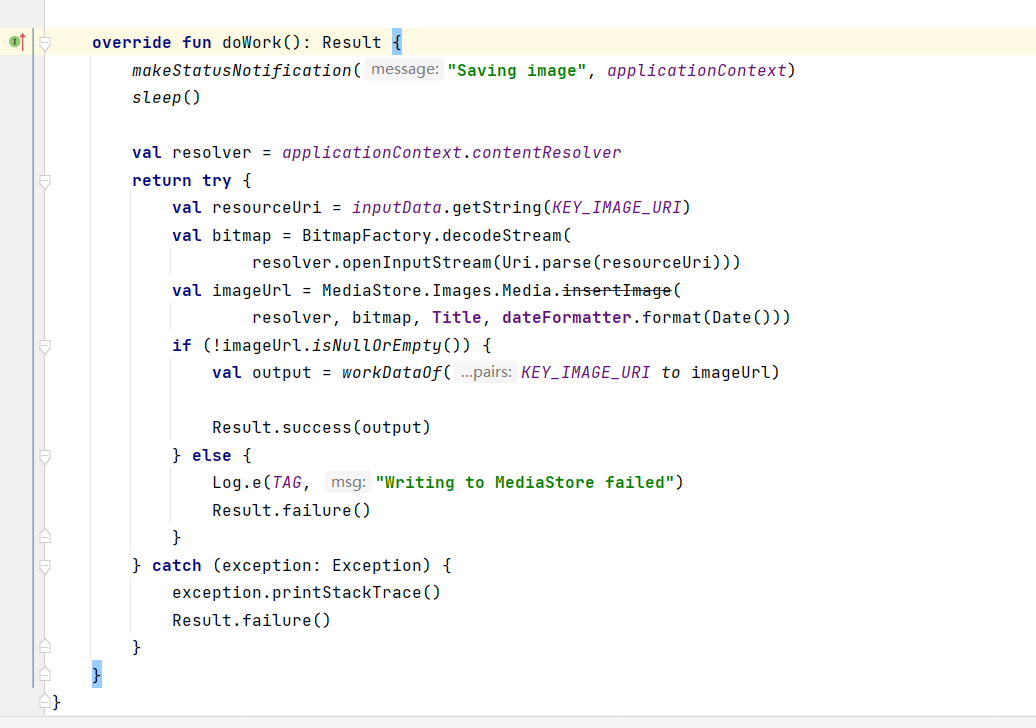 override fun doWork(): Result {
makeStatusNotification( message: "Saving image", applicationContext)
sleep()
val resolver = applicationContext.contentResolver
return try {
val resourceUri = inputData.getString(KEY_IMAGE_URI)
val bitmap = BitmapFactory.decodeStream(
resolver.openInputStream(Uri.parse(resourceUri)))
val imageUrl = MediaStore.Images.Media.insertImage(
resolver, bitmap, Title, dateFormatter.format(Date()))
if (!imageUrl.isNullOrEmpty()) {
val output = workDataOf( ...pairs: KEY_IMAGE_URI to imageUrl)
Result.success(output)
} else {
Log.e(TAG, msg: "Writing to MediaStore failed")
Result.failure()
}
} catch (exception: Exception) {
exception.printStackTrace()
Result.failure()
}
}
}